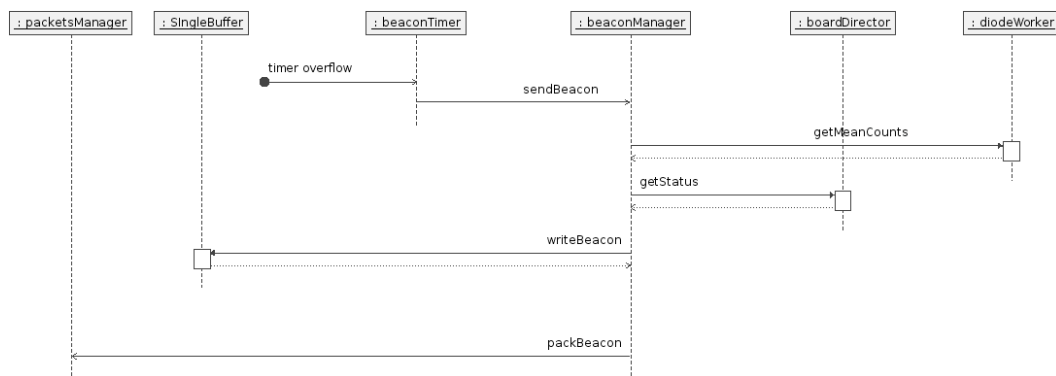 : packetsManager
: SIngleBuffer
: beaconTimer
: beaconManager
: boardDirector
: diodeWorker
timer overflow
sendBeacon
getMeanCounts
getStatus
writeBeacon
packBeacon